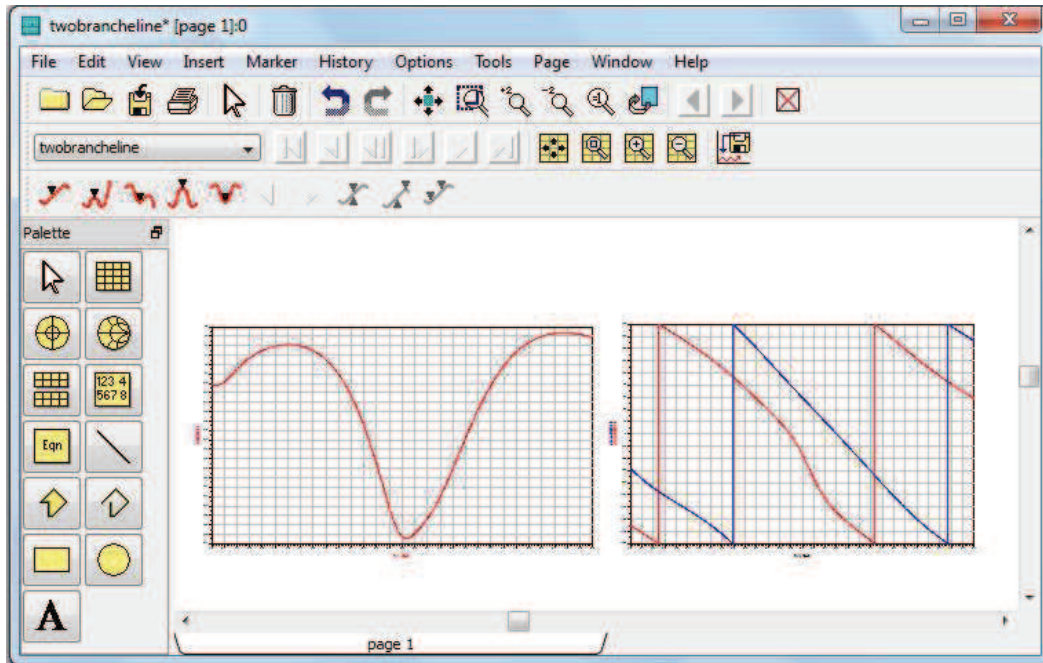 twobrancheline* [page 1]:0
File Edit View Insert Marker History Options Tools Page Window Help
twobrancheline
Palette
123 4
567 8
Eqn
A
page 1